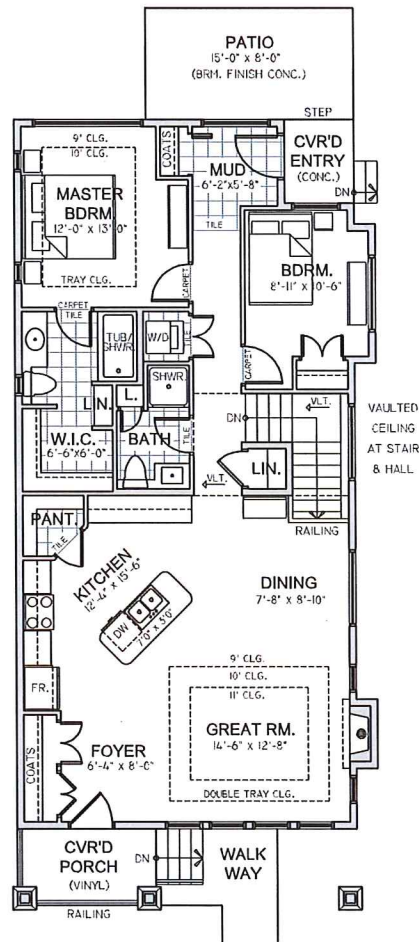 PATIO
15'-0" x 8'-0"
(BRM. FINISH CONC.)
STEP
9' CLG.
10' CLG.
COATS
MUD
6'-2"x5'-8"
TILE
CVR'D
ENTRY
(CONC.)
DN
MASTER
BDRM.
12'-0" x 13'-0"
TRAY CLG.
CARPET
TILE
CARPET
BDRM.
8'-11" x 10'-6"
CARPET
TUB/
SHWR.
W/D
TILE
SHWR.
LIN.
L.
W.I.C.
6'-6"x6'-0"
BATH
TILE
DN
VLT.
VLT.
LIN.
VAULTED
CEILING
AT STAIR
& HALL
RAILING
PANT.
TILE
KITCHEN
12'-4" x 15'-6"
DW
7'0" x 3'0"
DINING
7'-8" x 8'-10"
FR.
9' CLG.
10' CLG.
11' CLG.
GREAT RM.
14'-6" x 12'-8"
DOUBLE TRAY CLG.
COATS
FOYER
6'-4" x 8'-0"
CVR'D
PORCH
(VINYL)
DN
WALK
WAY
RAILING